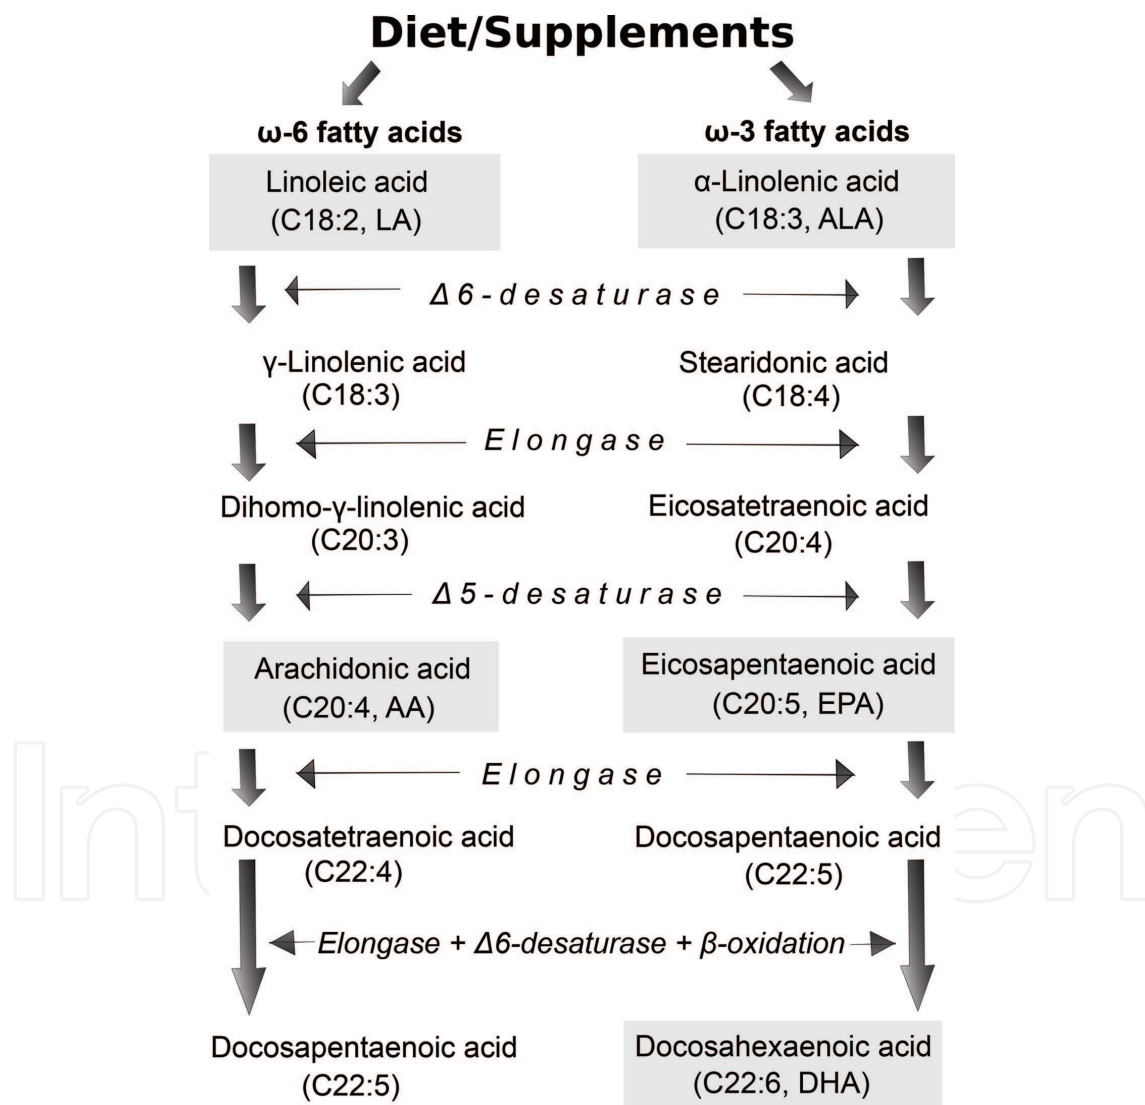 Diet/Supplements
ω-6 fatty acids
ω-3 fatty acids
Linoleic acid
(C18:2, LA)
α-Linolenic acid
(C18:3, ALA)
Δ6-desaturase
γ-Linolenic acid
(C18:3)
Stearidonic acid
(C18:4)
Elongase
Dihomo-γ-linolenic acid
(C20:3)
Eicosatetraenoic acid
(C20:4)
Δ5-desaturase
Arachidonic acid
(C20:4, AA)
Eicosapentaenoic acid
(C20:5, EPA)
Elongase
Docosatetraenoic acid
(C22:4)
Docosapentaenoic acid
(C22:5)
Elongase + Δ6-desaturase + β-oxidation
Docosapentaenoic acid
(C22:5)
Docosahexaenoic acid
(C22:6, DHA)